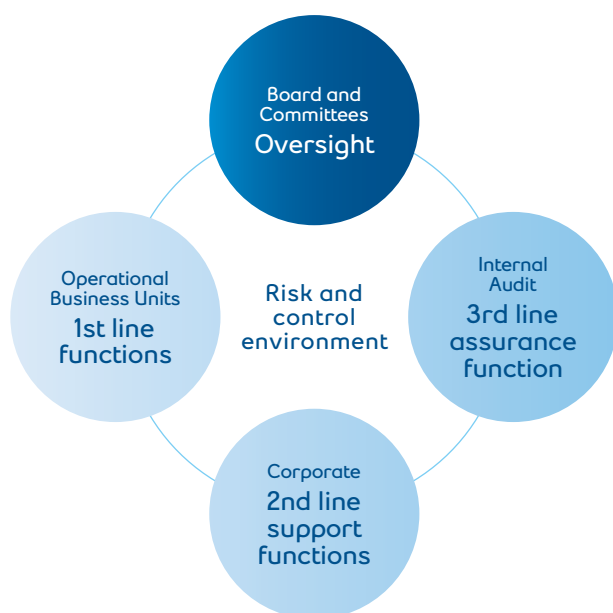 Board and
Committees
Oversight
Operational
Business Units
1st line
functions
Risk and
control
environment
Internal
Audit
3rd line
assurance
function
Corporate
2nd line
support
functions